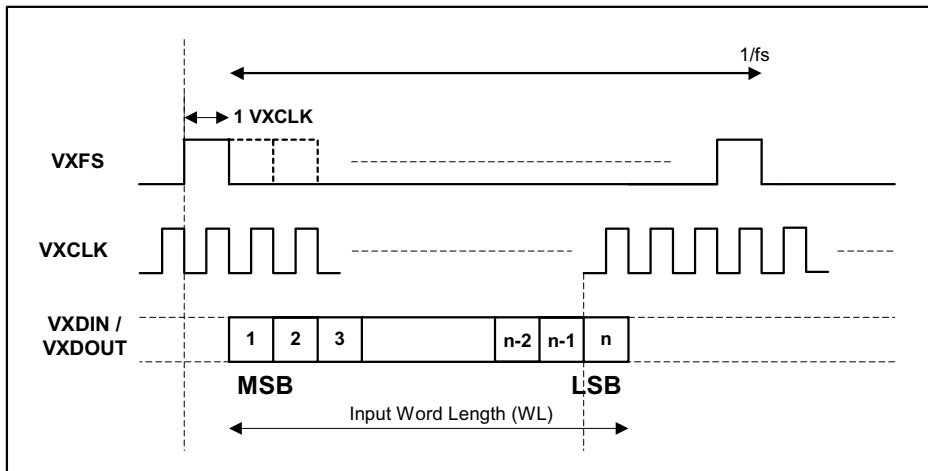 1/fs
1 VXCLK
VXFS
VXCLK
VXDIN /
VXDOUT
1 2 3 n-2 n-1 n
MSB LSB
Input Word Length (WL)